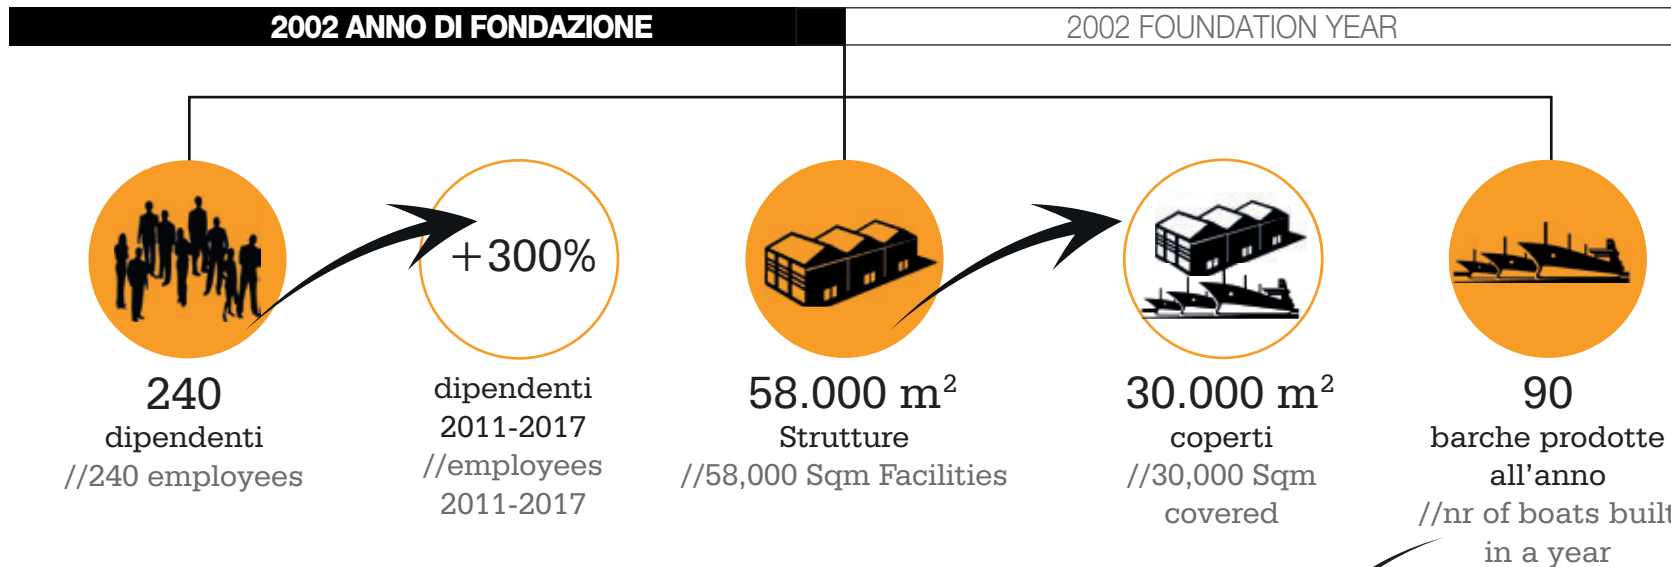 2002 ANNO DI FONDAZIONE
2002 FOUNDATION YEAR
240
dipendenti
//240 employees
+300%
dipendenti
2011-2017
//employees
2011-2017
58.000 m²
Strutture
//58,000 Sqm Facilities
30.000 m²
coperti
//30,000 Sqm
covered
90
barche prodotte
all'anno
//nr of boats built
in a year